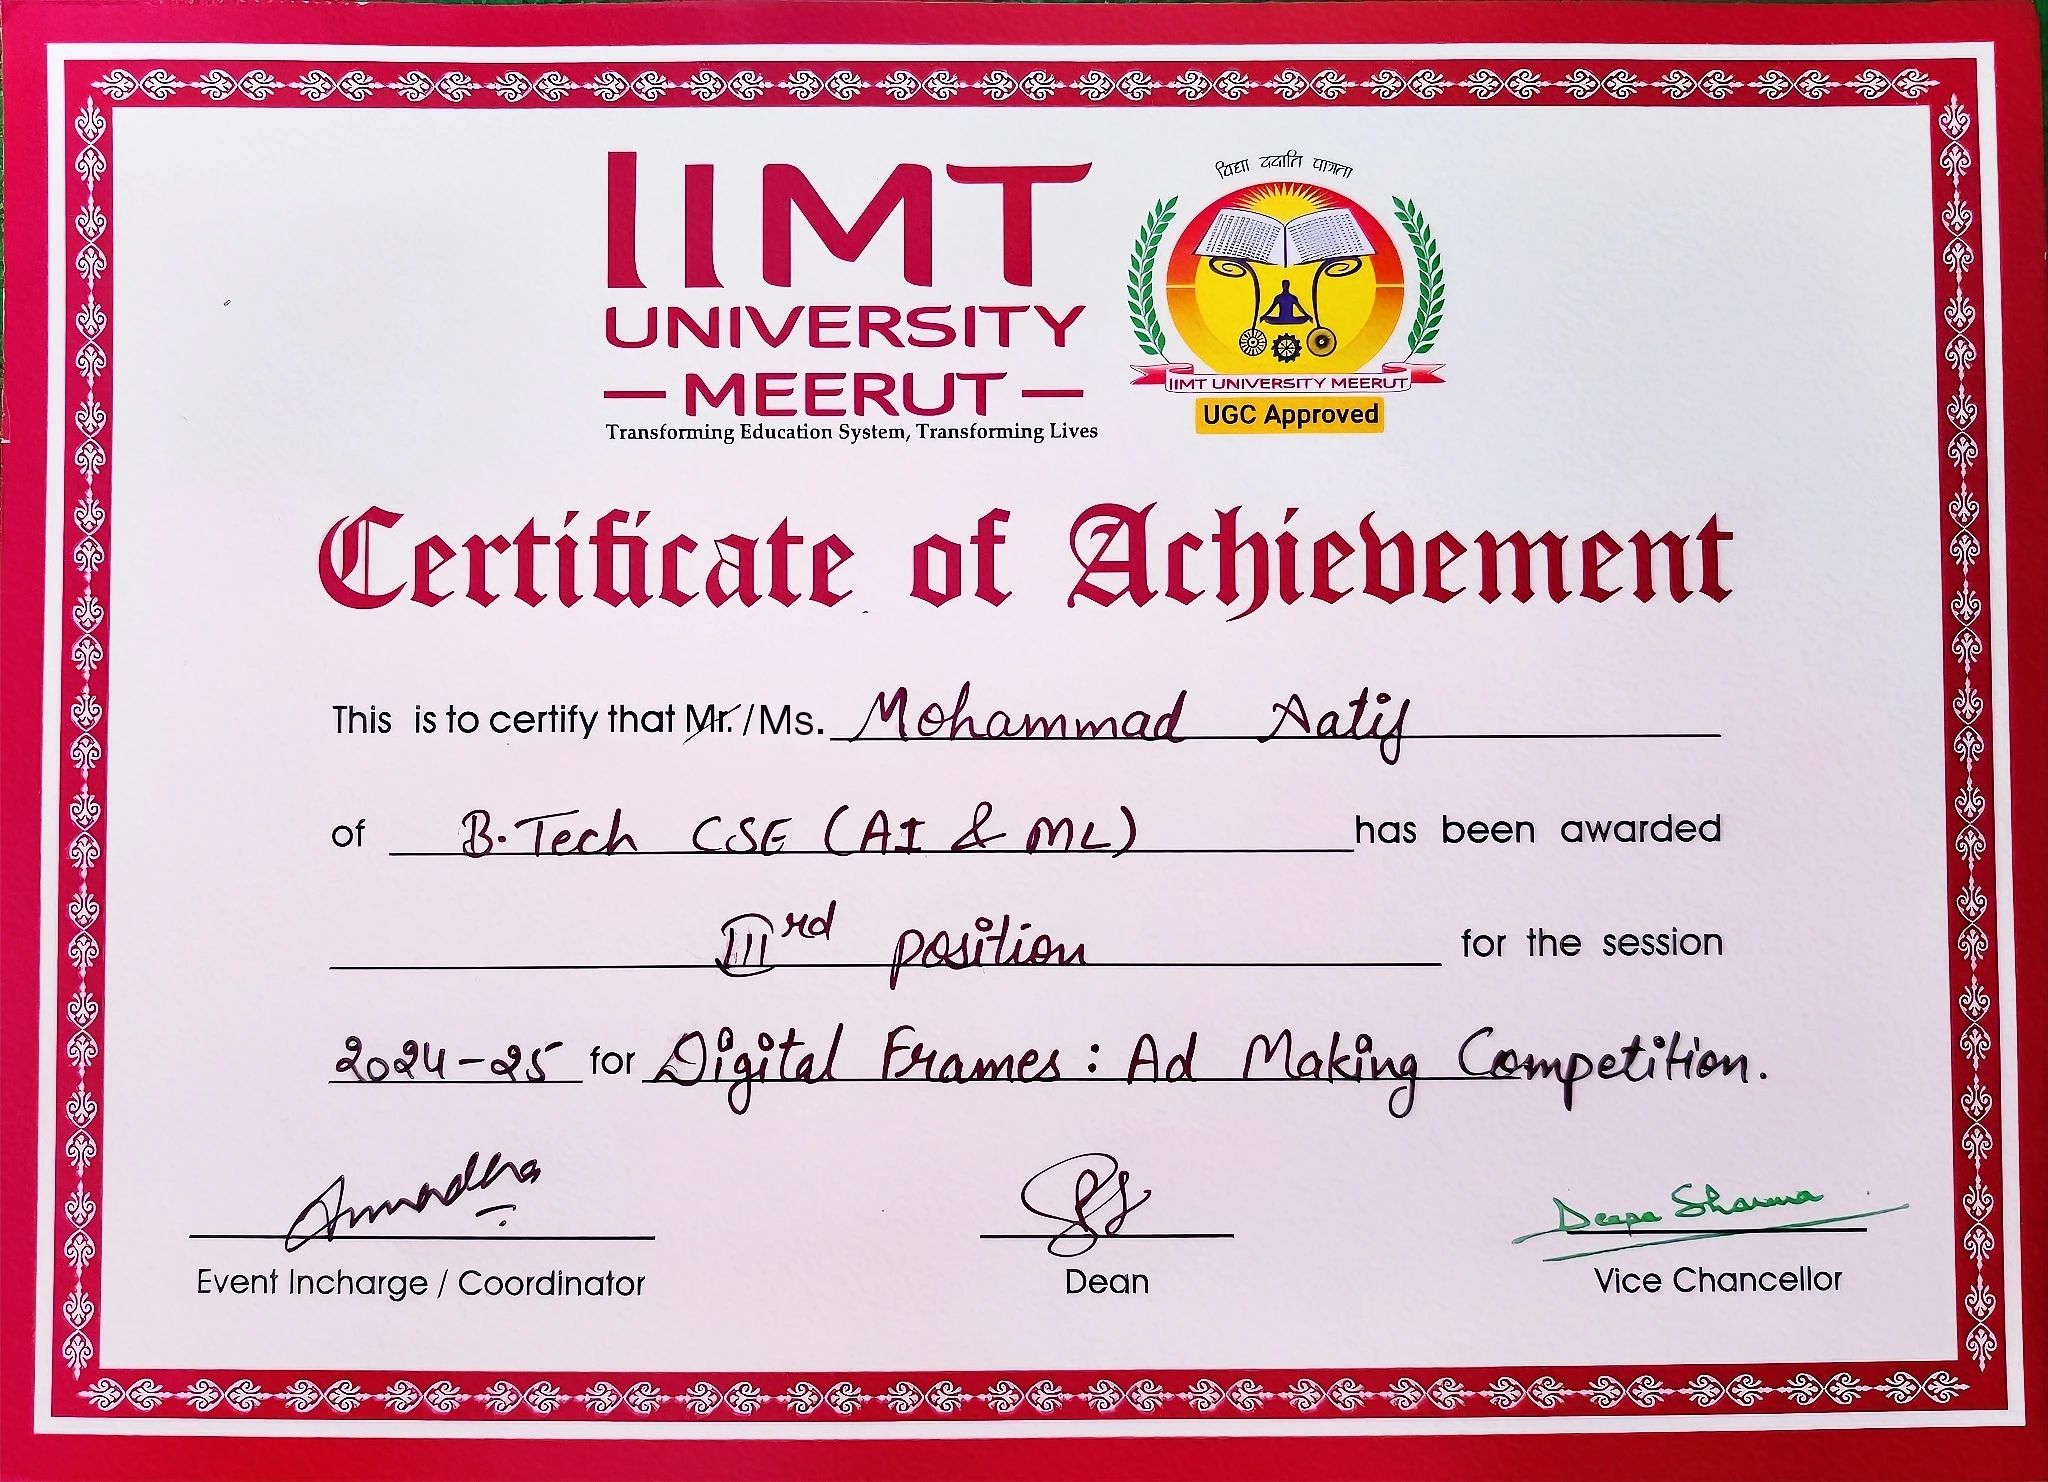 IIMT
UNIVERSITY
— MEERUT —
Transforming Education System, Transforming Lives
विद्या ददाति पात्रता
IIMT UNIVERSITY MEERUT
UGC Approved
Certificate of Achievement
This is to certify that Mr./Ms. Mohammad Aatif
of B.Tech CSE (AI & ML) has been awarded
IIIrd position for the session
2024-25 for Digital Frames: Ad Making Competition.
Anuradha
Deepa Sharma
Event Incharge / Coordinator
Dean
Vice Chancellor